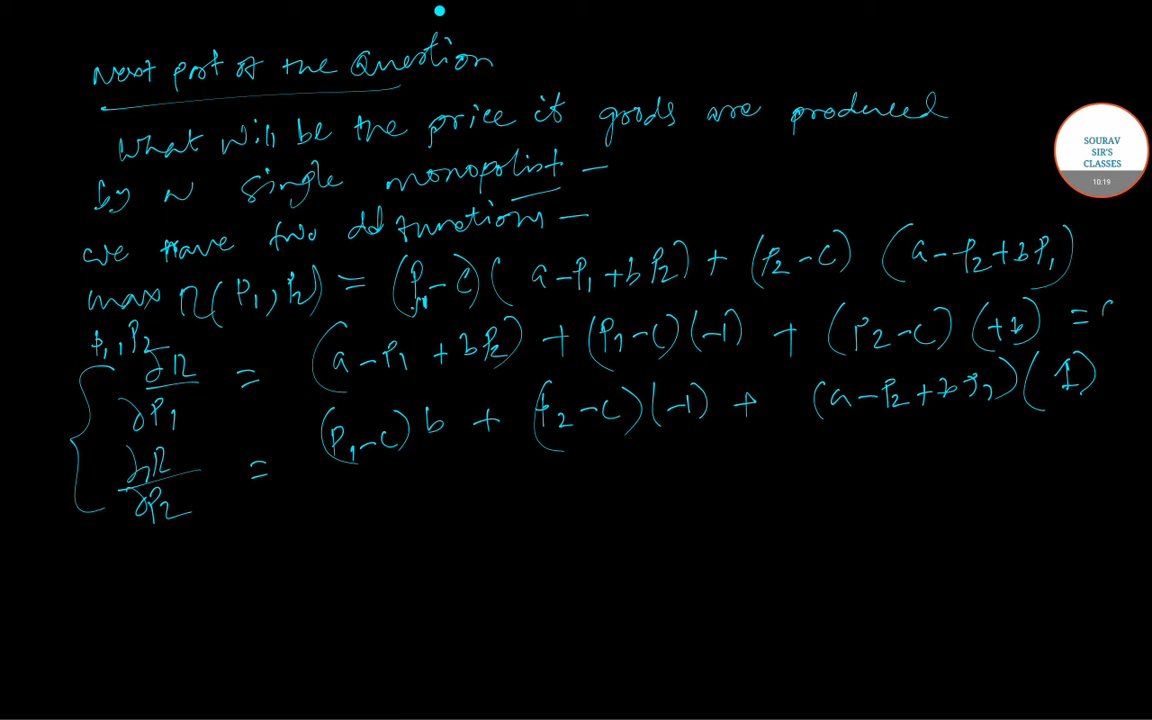 Next part of the Question
What will be the price if goods are produced
by a single monopolist —
SOURAV
SIR'S
CLASSES
10:19
we have two dd functions —
max π(P₁, P₂) = (P₁ - C) (a - P₁ + bP₂) + (P₂ - C) (a - P₂ + bP₁)
P₁, P₂
∂π/∂P₁ = (a - P₁ + bP₂) + (P₁ - C)(-1) + (P₂ - C)(+b) = 0
∂π/∂P₂ = (P₁ - C) b + (P₂ - C)(-1) + (a - P₂ + bP₁)(1)